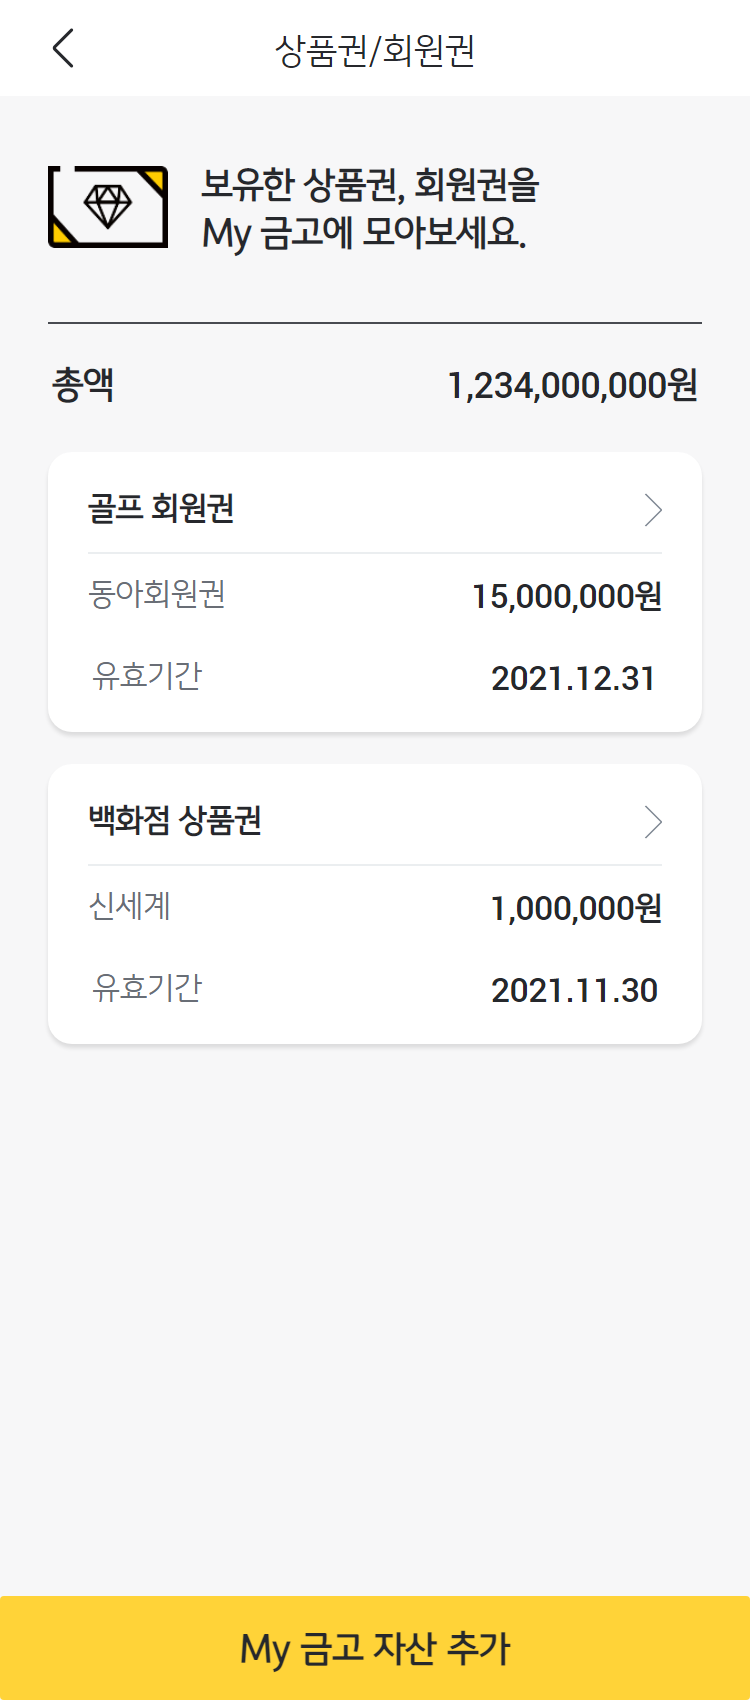 상품권/회원권
보유한 상품권, 회원권을
My 금고에 모아보세요.
총액 1,234,000,000원
골프 회원권
동아회원권 15,000,000원
유효기간 2021.12.31
백화점 상품권
신세계 1,000,000원
유효기간 2021.11.30
My 금고 자산 추가